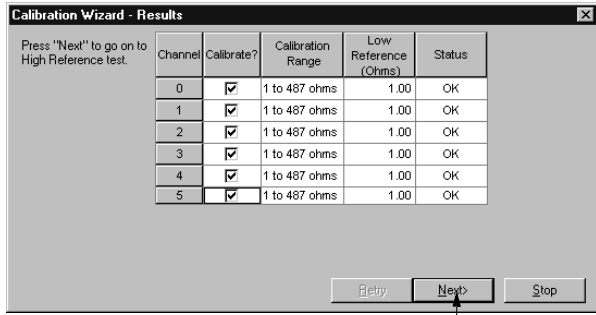 Calibration Wizard - Results
Press "Next" to go on to
High Reference test.
Channel Calibrate? Calibration Range Low Reference (Ohms) Status
0 1 to 487 ohms 1.00 OK
1 1 to 487 ohms 1.00 OK
2 1 to 487 ohms 1.00 OK
3 1 to 487 ohms 1.00 OK
4 1 to 487 ohms 1.00 OK
5 1 to 487 ohms 1.00 OK
Retry Next> Stop